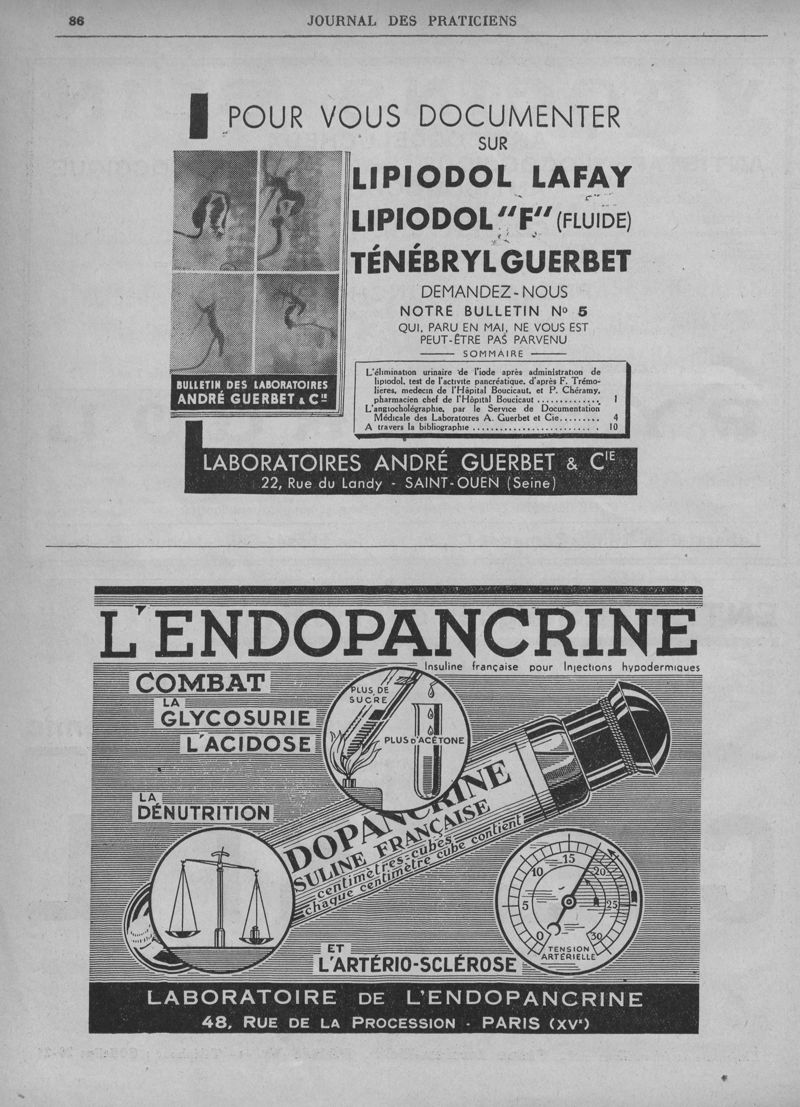 86
JOURNAL DES PRATICIENS
POUR VOUS DOCUMENTER
SUR
LIPIODOL LAFAY
LIPIODOL "F" (FLUIDE)
TÉNÉBRYL GUERBET
DEMANDEZ-NOUS
NOTRE BULLETIN No 5
QUI, PARU EN MAI, NE VOUS EST
PEUT-ÊTRE PAS PARVENU
SOMMAIRE
L'élimination urinaire de l'iode après administration de
lipiodol, test de l'activité pancréatique, d'après F. Trémo-
lieres, medecin de l'Hôpital Boucicaut, et P. Chéramy,
pharmacien chef de l'Hôpital Boucicaut .............. 1
L'angiocholégraphie, par le Service de Documentation
Médicale des Laboratoires A. Guerbet et Cie......... 4
A travers la bibliographie .......................... 10
BULLETIN DES LABORATOIRES
ANDRÉ GUERBET & CIE
LABORATOIRES ANDRÉ GUERBET & CIE
22, Rue du Landy - SAINT-OUEN (Seine)
L'ENDOPANCRINE
Insuline française pour Injections hypodermiques
COMBAT
LA
GLYCOSURIE
L'ACIDOSE
PLUS DE
SUCRE
PLUS D'ACÉTONE
LA
DÉNUTRITION
DOPANCRINE
SULINE FRANÇAISE
centimètres-cubes
chaque centimètre cube contient
0 5 10 15 20 25 30
TENSION
ARTÉRIELLE
ET
L'ARTÉRIO-SCLÉROSE
LABORATOIRE DE L'ENDOPANCRINE
48, RUE DE LA PROCESSION - PARIS (XVe)